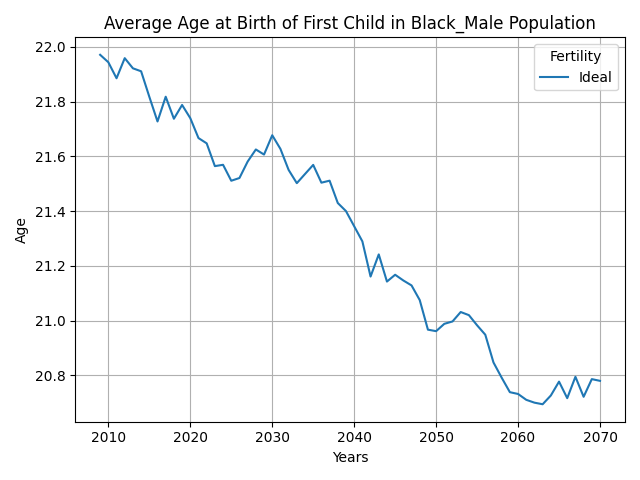 Average Age at Birth of First Child in Black_Male Population
Fertility
Ideal
22.0
21.8
21.6
21.4
21.2
21.0
20.8
Age
2010 2020 2030 2040 2050 2060 2070
Years